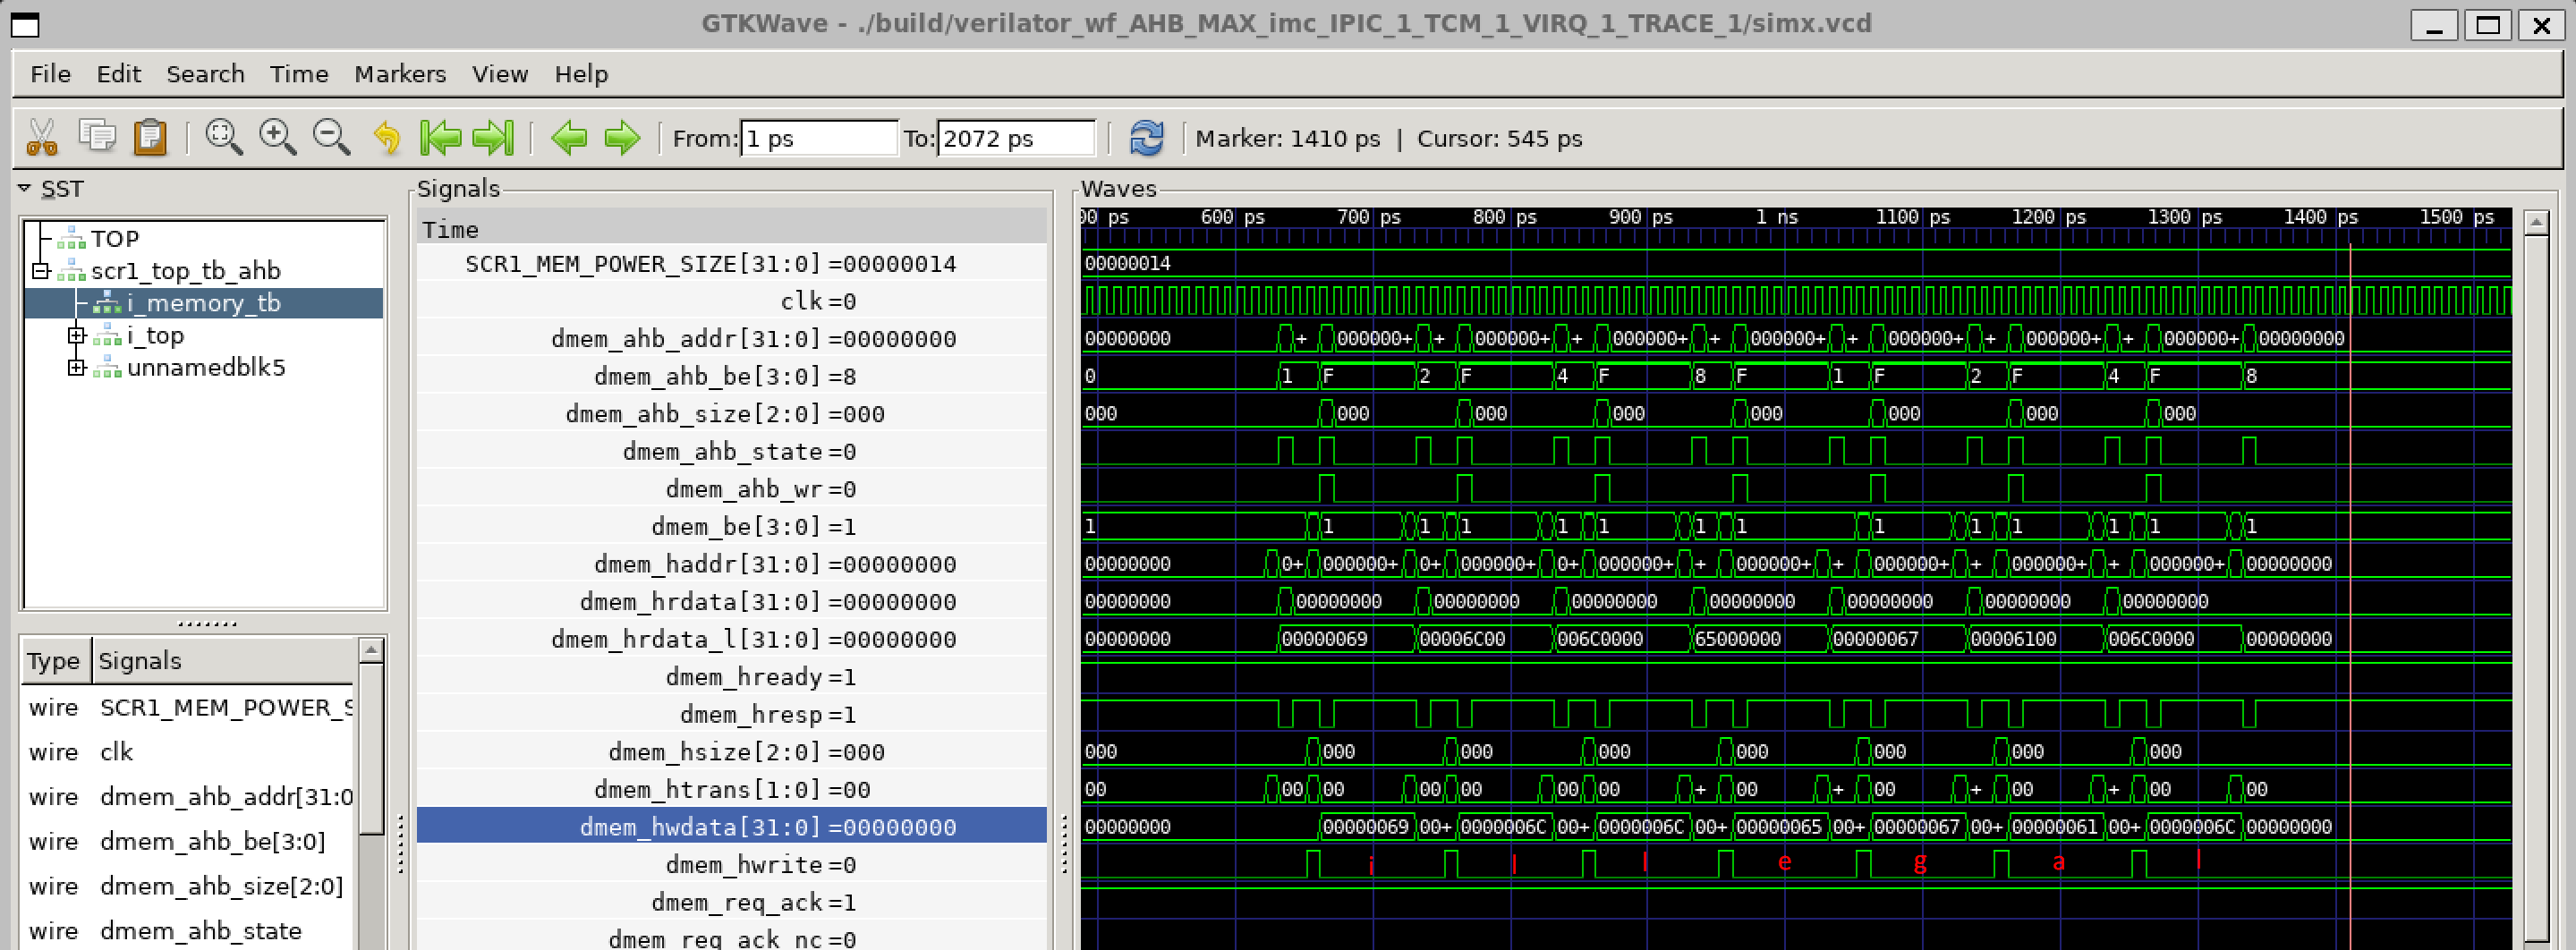 GTKWave - ./build/verilator_wf_AHB_MAX_imc_IPIC_1_TCM_1_VIRQ_1_TRACE_1/simx.vcd
File Edit Search Time Markers View Help
From: 1 ps To: 2072 ps Marker: 1410 ps | Cursor: 545 ps
SST
TOP
scr1_top_tb_ahb
i_memory_tb
i_top
unnamedblk5
Type Signals
wire SCR1_MEM_POWER_S
wire clk
wire dmem_ahb_addr[31:0
wire dmem_ahb_be[3:0]
wire dmem_ahb_size[2:0]
wire dmem_ahb_state
Signals
Time
SCR1_MEM_POWER_SIZE[31:0] =00000014
clk =0
dmem_ahb_addr[31:0] =00000000
dmem_ahb_be[3:0] =8
dmem_ahb_size[2:0] =000
dmem_ahb_state =0
dmem_ahb_wr =0
dmem_be[3:0] =1
dmem_haddr[31:0] =00000000
dmem_hrdata[31:0] =00000000
dmem_hrdata_l[31:0] =00000000
dmem_hready =1
dmem_hresp =1
dmem_hsize[2:0] =000
dmem_htrans[1:0] =00
dmem_hwdata[31:0] =00000000
dmem_hwrite =0
dmem_req_ack =1
dmem_req_ack_nc =0
Waves
00 ps 600 ps 700 ps 800 ps 900 ps 1 ns 1100 ps 1200 ps 1300 ps 1400 ps 1500 ps
00000014
00000000 + 000000+ + 000000+ + 000000+ + 000000+ + 000000+ + 000000+ + 000000+ 00000000
0 1 F 2 F 4 F 8 F 1 F 2 F 4 F 8
000 000 000 000 000 000 000 000
1 1 1 1 1 1 1 1 1 1 1 1 1 1
00000000 0+ 000000+ 0+ 000000+ 0+ 000000+ + 000000+ + 000000+ + 000000+ + 000000+ 00000000
00000000 00000000 00000000 00000000 00000000 00000000 00000000 00000000
00000000 00000069 00006C00 006C0000 65000000 00000067 00006100 006C0000 00000000
000 000 000 000 000 000 000 000
00 00 00 00 00 00 00 + 00 + 00 + 00 + 00 00
00000000 00000069 00+ 0000006C 00+ 0000006C 00+ 00000065 00+ 00000067 00+ 00000061 00+ 0000006C 00000000
i l l e g a l